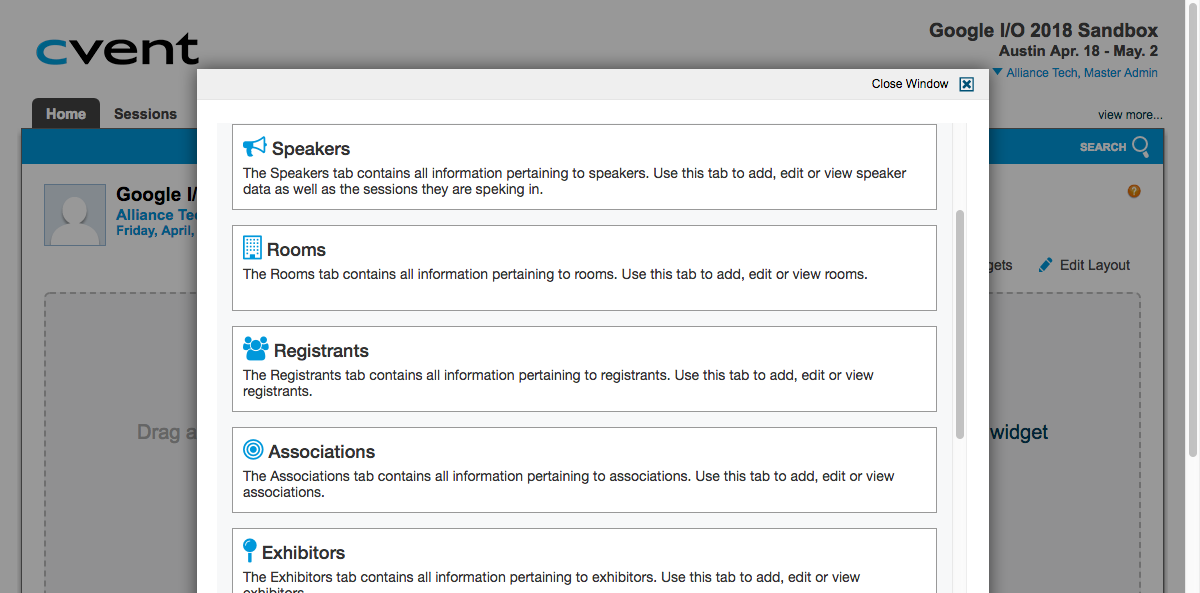 cvent
Google I/O 2018 Sandbox
Austin Apr. 18 - May. 2
Alliance Tech, Master Admin
Close Window
Home
Sessions
view more...
SEARCH
Speakers
The Speakers tab contains all information pertaining to speakers. Use this tab to add, edit or view speaker
data as well as the sessions they are speking in.
Google I/
Alliance Te
Friday, April,
Rooms
The Rooms tab contains all information pertaining to rooms. Use this tab to add, edit or view rooms.
gets
Edit Layout
Registrants
The Registrants tab contains all information pertaining to registrants. Use this tab to add, edit or view
registrants.
Drag a
widget
Associations
The Associations tab contains all information pertaining to associations. Use this tab to add, edit or view
associations.
Exhibitors
The Exhibitors tab contains all information pertaining to exhibitors. Use this tab to add, edit or view
exhibitors.